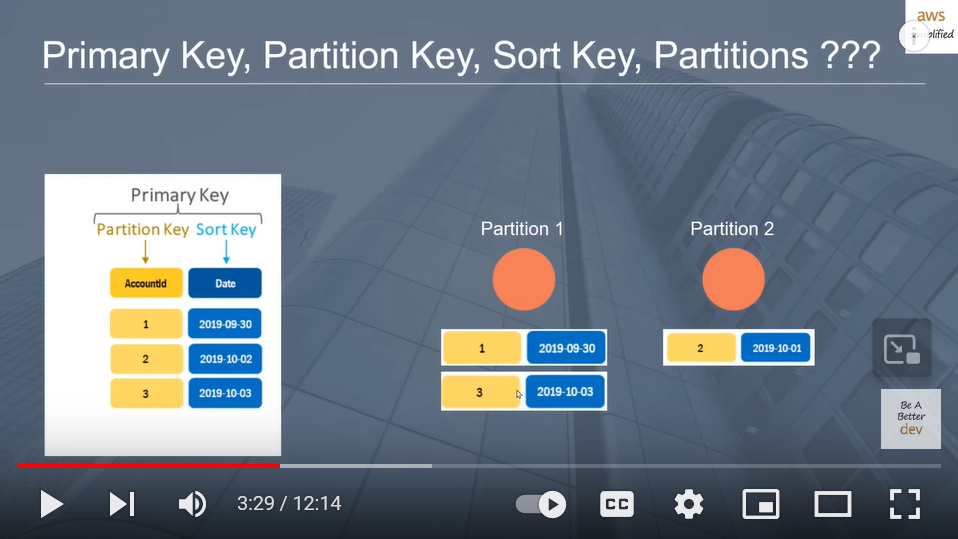 aws
plified
Primary Key, Partition Key, Sort Key, Partitions ???
Primary Key
Partition Key Sort Key
AccountId Date
1 2019-09-30
2 2019-10-02
3 2019-10-03
Partition 1
1 2019-09-30
3 2019-10-03
Partition 2
2 2019-10-01
Be A
Better
dev
3:29 / 12:14
CC